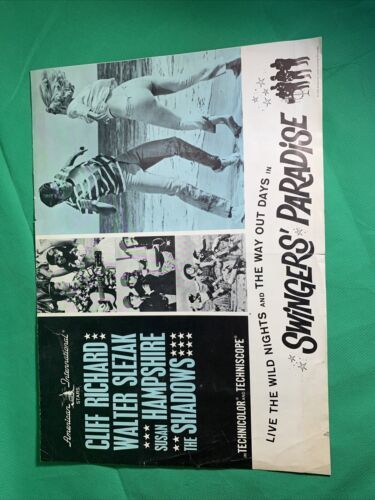 American International
STARS
CLIFF RICHARD
WALTER SLEZAK
SUSAN HAMPSHIRE
THE SHADOWS
IN TECHNICOLOR AND TECHNISCOPE
LIVE THE WILD NIGHTS AND THE WAY OUT DAYS IN
SWINGERS' PARADISE